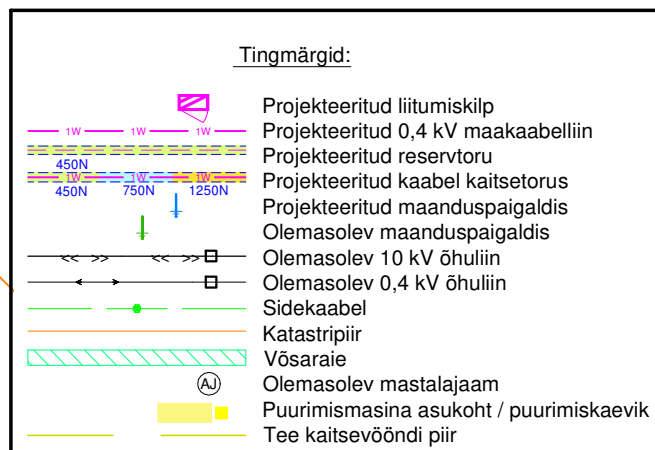 Tingmärgid:
Projekteeritud liitumiskilp
1W 1W 1W Projekteeritud 0,4 kV maakaabelliin
Projekteeritud reservtoru
450N
1W 1W 1W Projekteeritud kaabel kaitsetorus
450N 750N 1250N
Projekteeritud maanduspaigaldis
Olemasolev maanduspaigaldis
<< >> << >> Olemasolev 10 kV õhuliin
Olemasolev 0,4 kV õhuliin
Sidekaabel
Katastripiir
Võsaraie
AJ Olemasolev mastalajaam
Puurimismasina asukoht / puurimiskaevik
Tee kaitsevööndi piir